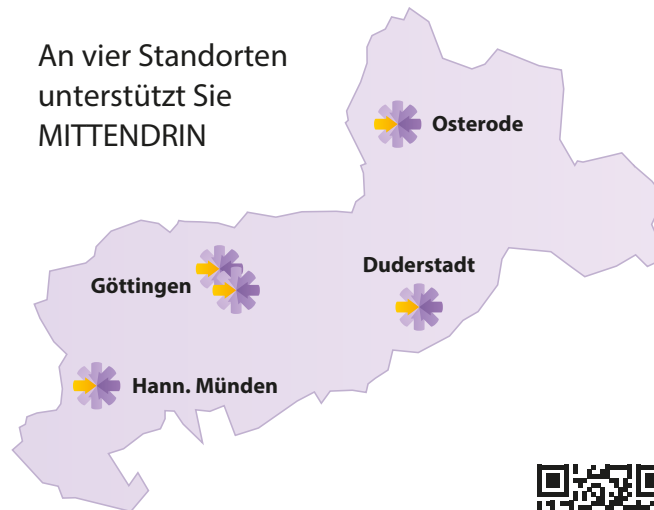 An vier Standorten
unterstützt Sie
MITTENDRIN
Osterode
Duderstadt
Göttingen
Hann. Münden